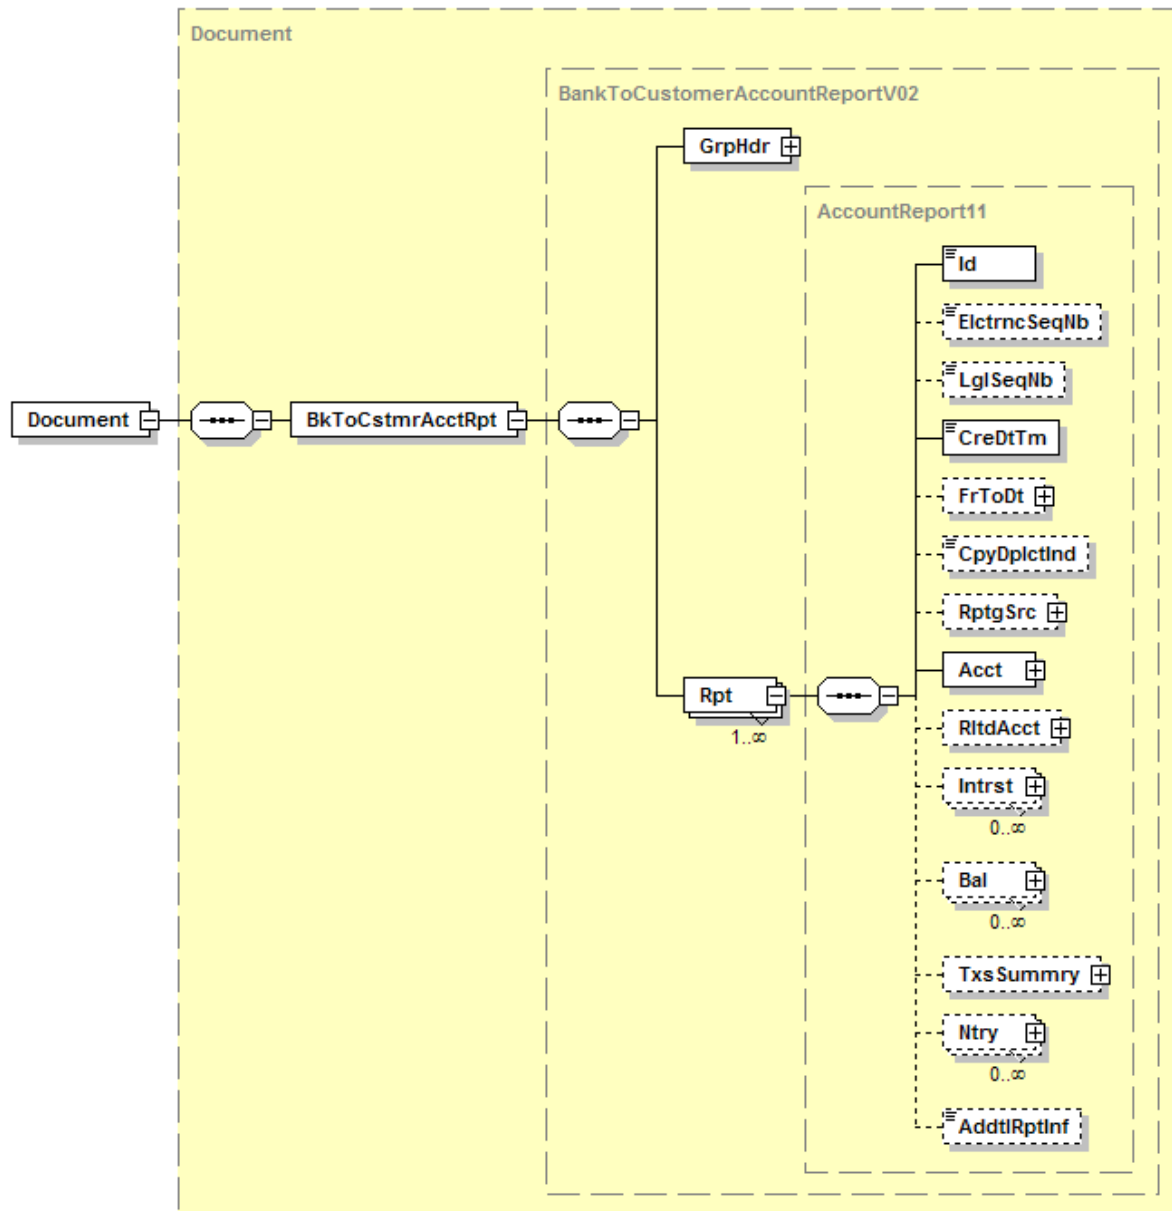 Document
BankToCustomerAccountReportV02
GrpHdr
AccountReport11
Id
ElctrncSeqNb
LglSeqNb
Document
BkToCstmrAcctRpt
CreDtTm
FrToDt
CpyDplctInd
RptgSrc
Acct
Rpt
1..∞
RltdAcct
Intrst
0..∞
Bal
0..∞
TxsSummry
Ntry
0..∞
AddtlRptInf